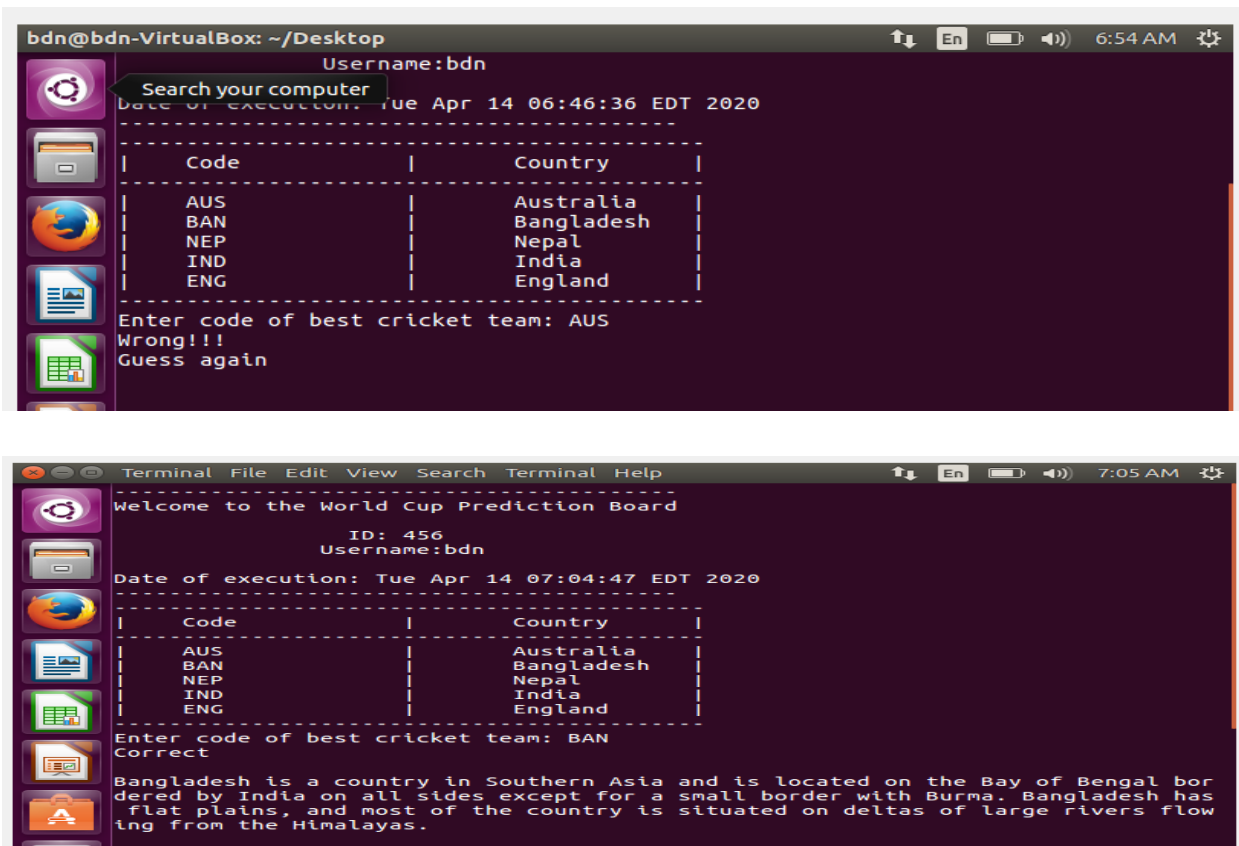 bdn@bdn-VirtualBox: ~/Desktop En 6:54 AM
Username:bdn
Search your computer
Date of execution: Tue Apr 14 06:46:36 EDT 2020
-----------------------------------------
-------------------------------------------
| Code | Country |
-------------------------------------------
| AUS | Australia |
| BAN | Bangladesh |
| NEP | Nepal |
| IND | India |
| ENG | England |
-------------------------------------------
Enter code of best cricket team: AUS
Wrong!!!
Guess again
Terminal File Edit View Search Terminal Help En 7:05 AM
-----------------------------------------
Welcome to the World Cup Prediction Board
ID: 456
Username:bdn
Date of execution: Tue Apr 14 07:04:47 EDT 2020
-----------------------------------------
-------------------------------------------
| Code | Country |
-------------------------------------------
| AUS | Australia |
| BAN | Bangladesh |
| NEP | Nepal |
| IND | India |
| ENG | England |
-------------------------------------------
Enter code of best cricket team: BAN
Correct
Bangladesh is a country in Southern Asia and is located on the Bay of Bengal bor
dered by India on all sides except for a small border with Burma. Bangladesh has
flat plains, and most of the country is situated on deltas of large rivers flow
ing from the Himalayas.